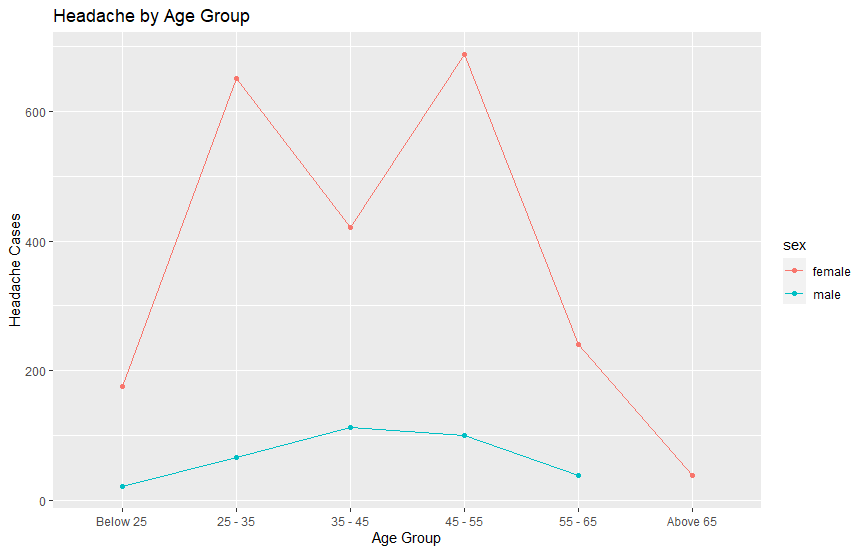 Headache by Age Group
Headache Cases
600
400
200
0
Below 25
25 - 35
35 - 45
45 - 55
55 - 65
Above 65
Age Group
sex
female
male